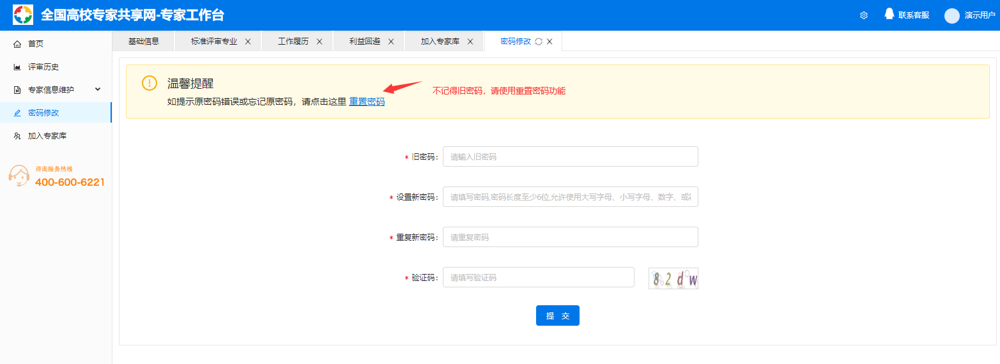 全国高校专家共享网-专家工作台
联系客服
演示用户
首页
评审历史
专家信息维护
密码修改
加入专家库
咨询服务热线
400-600-6221
基础信息
标准评审专业
工作履历
利益回避
加入专家库
密码修改
温馨提醒
如提示原密码错误或忘记原密码，请点击这里 重置密码
不记得旧密码，请使用重置密码功能
* 旧密码：
请输入旧密码
* 设置新密码：
请填写密码,密码长度至少6位,允许使用大写字母、小写字母、数字、或
* 重复新密码：
请重复密码
* 验证码：
请填写验证码
82dw
提 交